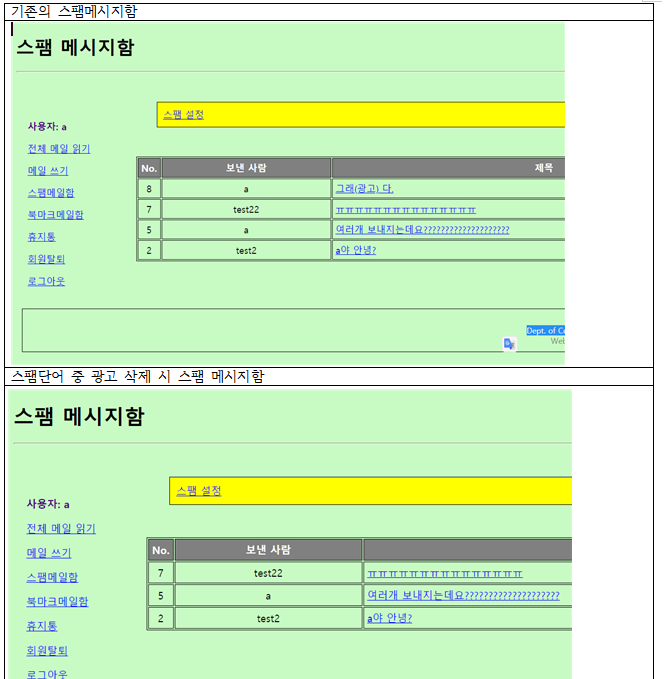 기존의 스팸메시지함
스팸 메시지함
스팸 설정
사용자: a
전체 메일 읽기
메일 쓰기
스팸메일함
북마크메일함
휴지통
회원탈퇴
로그아웃
No. 보낸 사람 제목
8 a 그래(광고) 다.
7 test22 ㅠㅠㅠㅠㅠㅠㅠㅠㅠㅠㅠㅠㅠㅠㅠ
5 a 여러개 보내지는데요????????????????????
2 test2 a야 안녕?
Dept. of Co
Web
스팸단어 중 광고 삭제 시 스팸 메시지함
스팸 메시지함
스팸 설정
사용자: a
전체 메일 읽기
메일 쓰기
스팸메일함
북마크메일함
휴지통
회원탈퇴
로그아웃
No. 보낸 사람
7 test22 ㅠㅠㅠㅠㅠㅠㅠㅠㅠㅠㅠㅠㅠㅠㅠ
5 a 여러개 보내지는데요????????????????????
2 test2 a야 안녕?